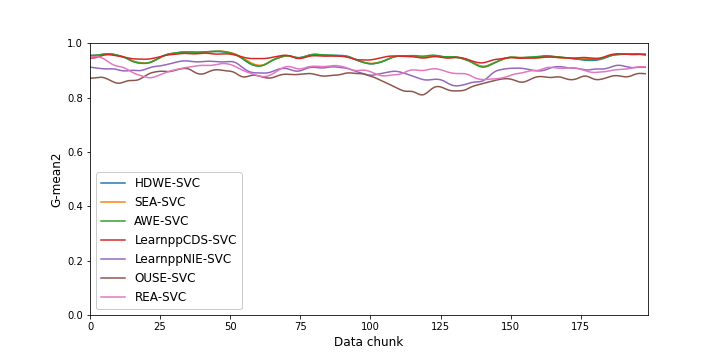 1.0
0.8
0.6
0.4
0.2
0.0
G-mean2
HDWE-SVC
SEA-SVC
AWE-SVC
LearnppCDS-SVC
LearnppNIE-SVC
OUSE-SVC
REA-SVC
0 25 50 75 100 125 150 175
Data chunk